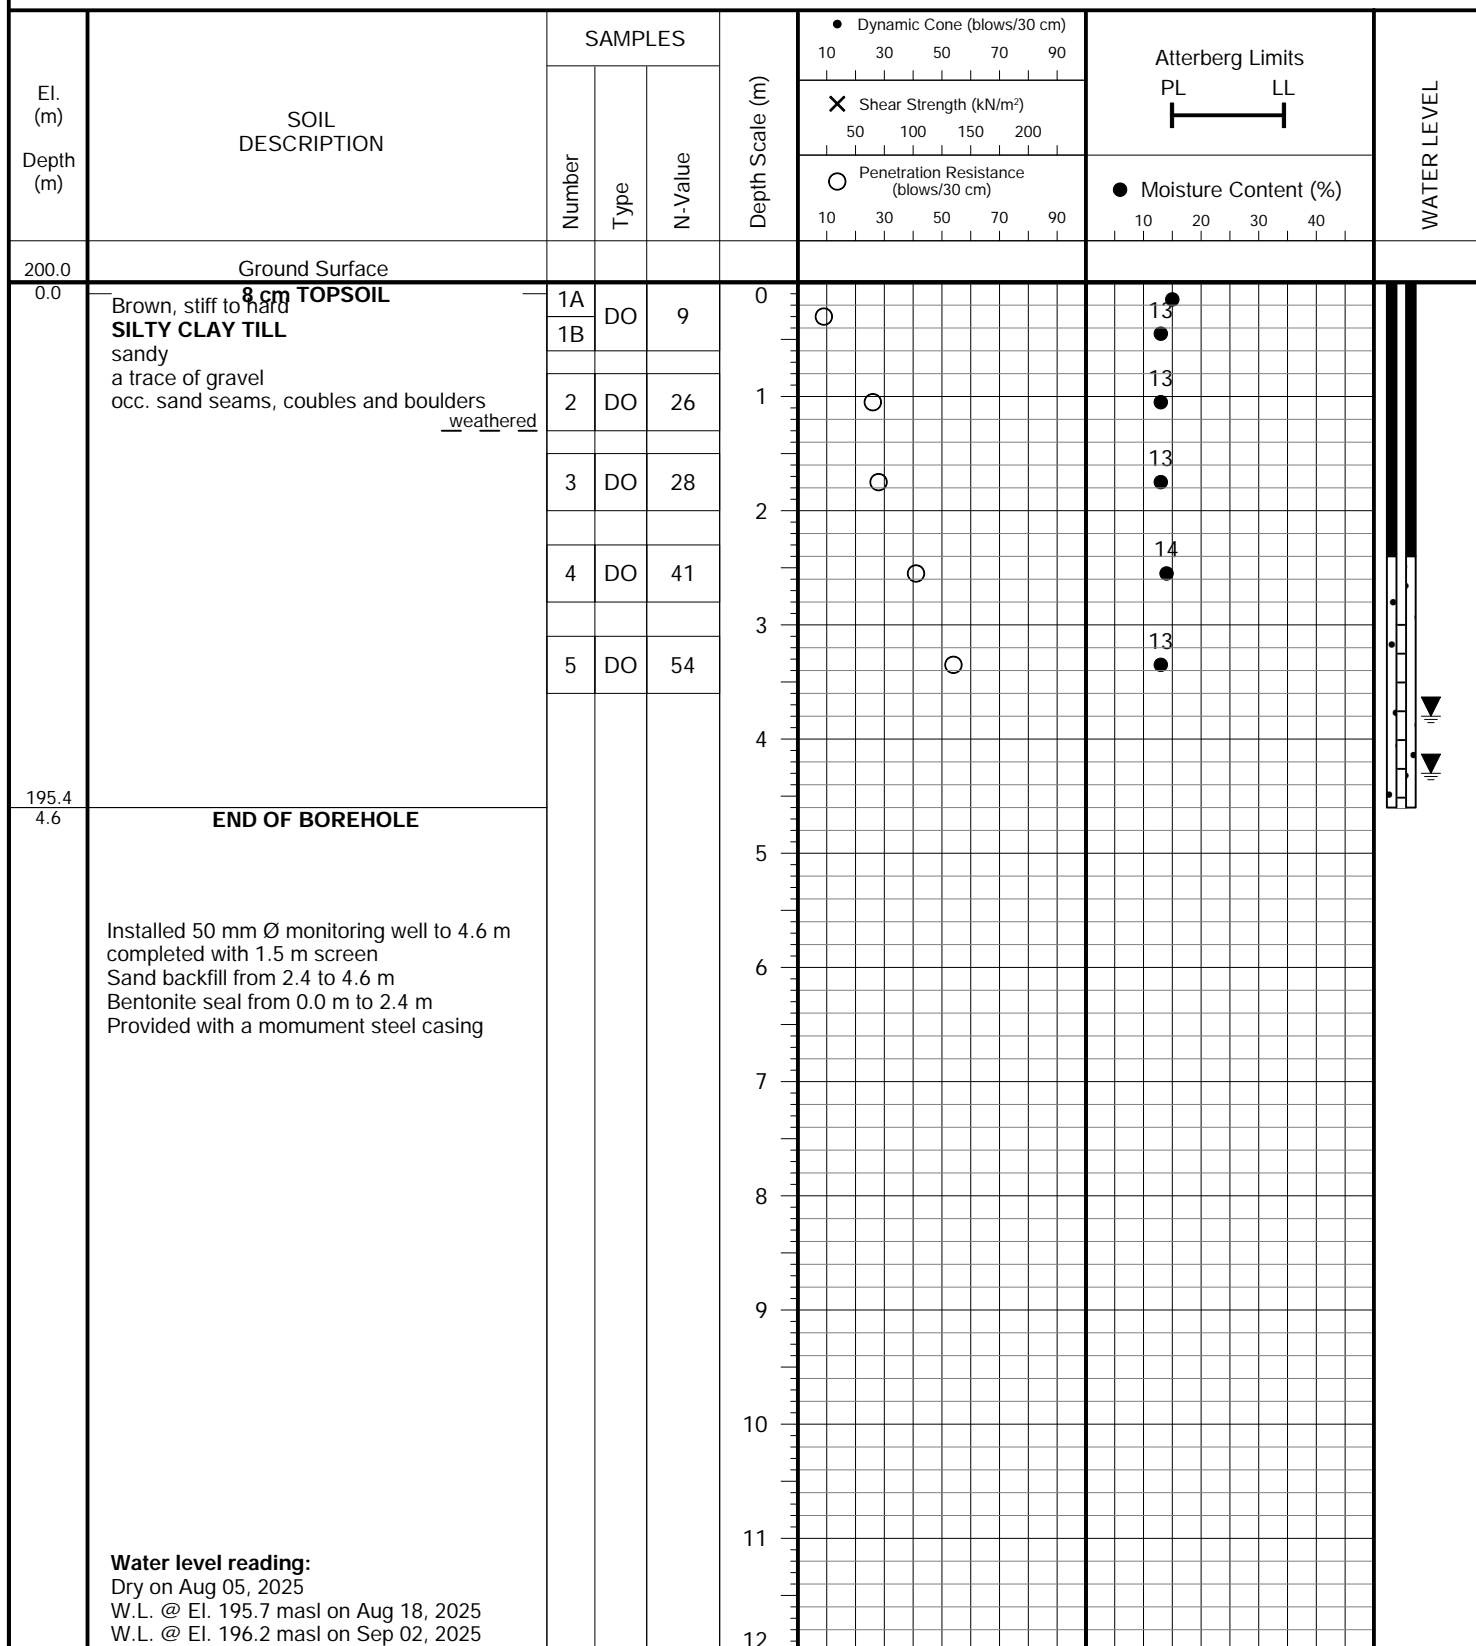 El.
(m)
Depth
(m)
SOIL
DESCRIPTION
SAMPLES
Number
Type
N-Value
Depth Scale (m)
Dynamic Cone (blows/30 cm)
10 30 50 70 90
Shear Strength (kN/m²)
50 100 150 200
Penetration Resistance
(blows/30 cm)
10 30 50 70 90
Atterberg Limits
PL LL
Moisture Content (%)
10 20 30 40
WATER LEVEL
200.0
Ground Surface
0.0
8 cm TOPSOIL
Brown, stiff to hard
SILTY CLAY TILL
sandy
a trace of gravel
occ. sand seams, coubles and boulders
weathered
1A
1B
DO
9
2 DO 26
3 DO 28
4 DO 41
5 DO 54
0
1
2
3
4
5
6
7
8
9
10
11
12
13
13
13
14
13
195.4
4.6
END OF BOREHOLE
Installed 50 mm Ø monitoring well to 4.6 m
completed with 1.5 m screen
Sand backfill from 2.4 to 4.6 m
Bentonite seal from 0.0 m to 2.4 m
Provided with a momument steel casing
Water level reading:
Dry on Aug 05, 2025
W.L. @ El. 195.7 masl on Aug 18, 2025
W.L. @ El. 196.2 masl on Sep 02, 2025